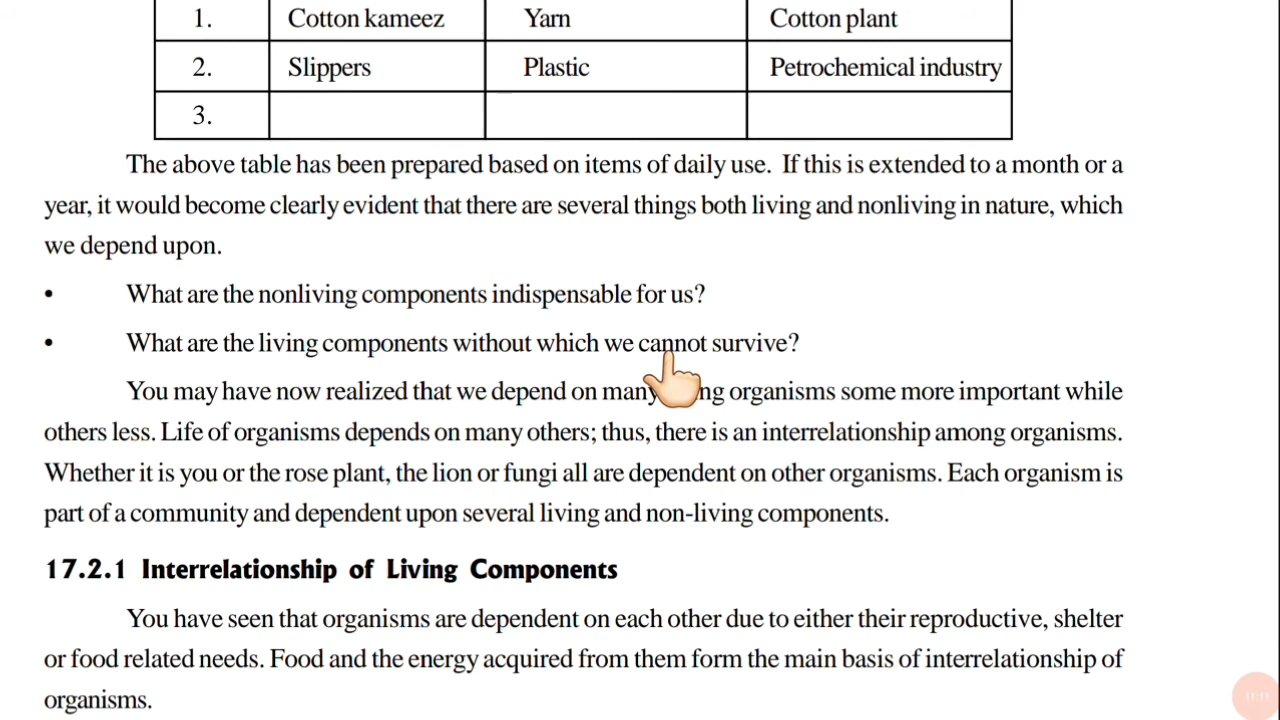 1. Cotton kameez Yarn Cotton plant
2. Slippers Plastic Petrochemical industry
3.
The above table has been prepared based on items of daily use. If this is extended to a month or a
year, it would become clearly evident that there are several things both living and nonliving in nature, which
we depend upon.
• What are the nonliving components indispensable for us?
• What are the living components without which we cannot survive?
You may have now realized that we depend on many organisms some more important while
others less. Life of organisms depends on many others; thus, there is an interrelationship among organisms.
Whether it is you or the rose plant, the lion or fungi all are dependent on other organisms. Each organism is
part of a community and dependent upon several living and non-living components.
17.2.1 Interrelationship of Living Components
You have seen that organisms are dependent on each other due to either their reproductive, shelter
or food related needs. Food and the energy acquired from them form the main basis of interrelationship of
organisms.